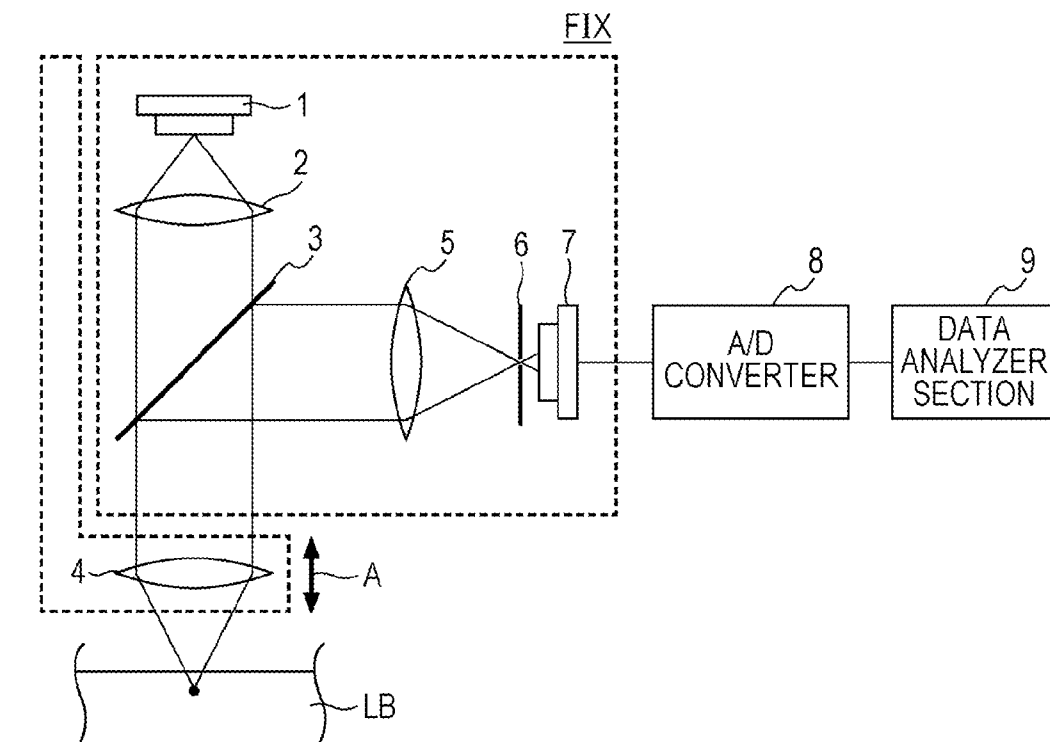 FIX
1
2
3
5
6
7
8
9
A/D
CONVERTER
DATA
ANALYZER
SECTION
4
A
LB